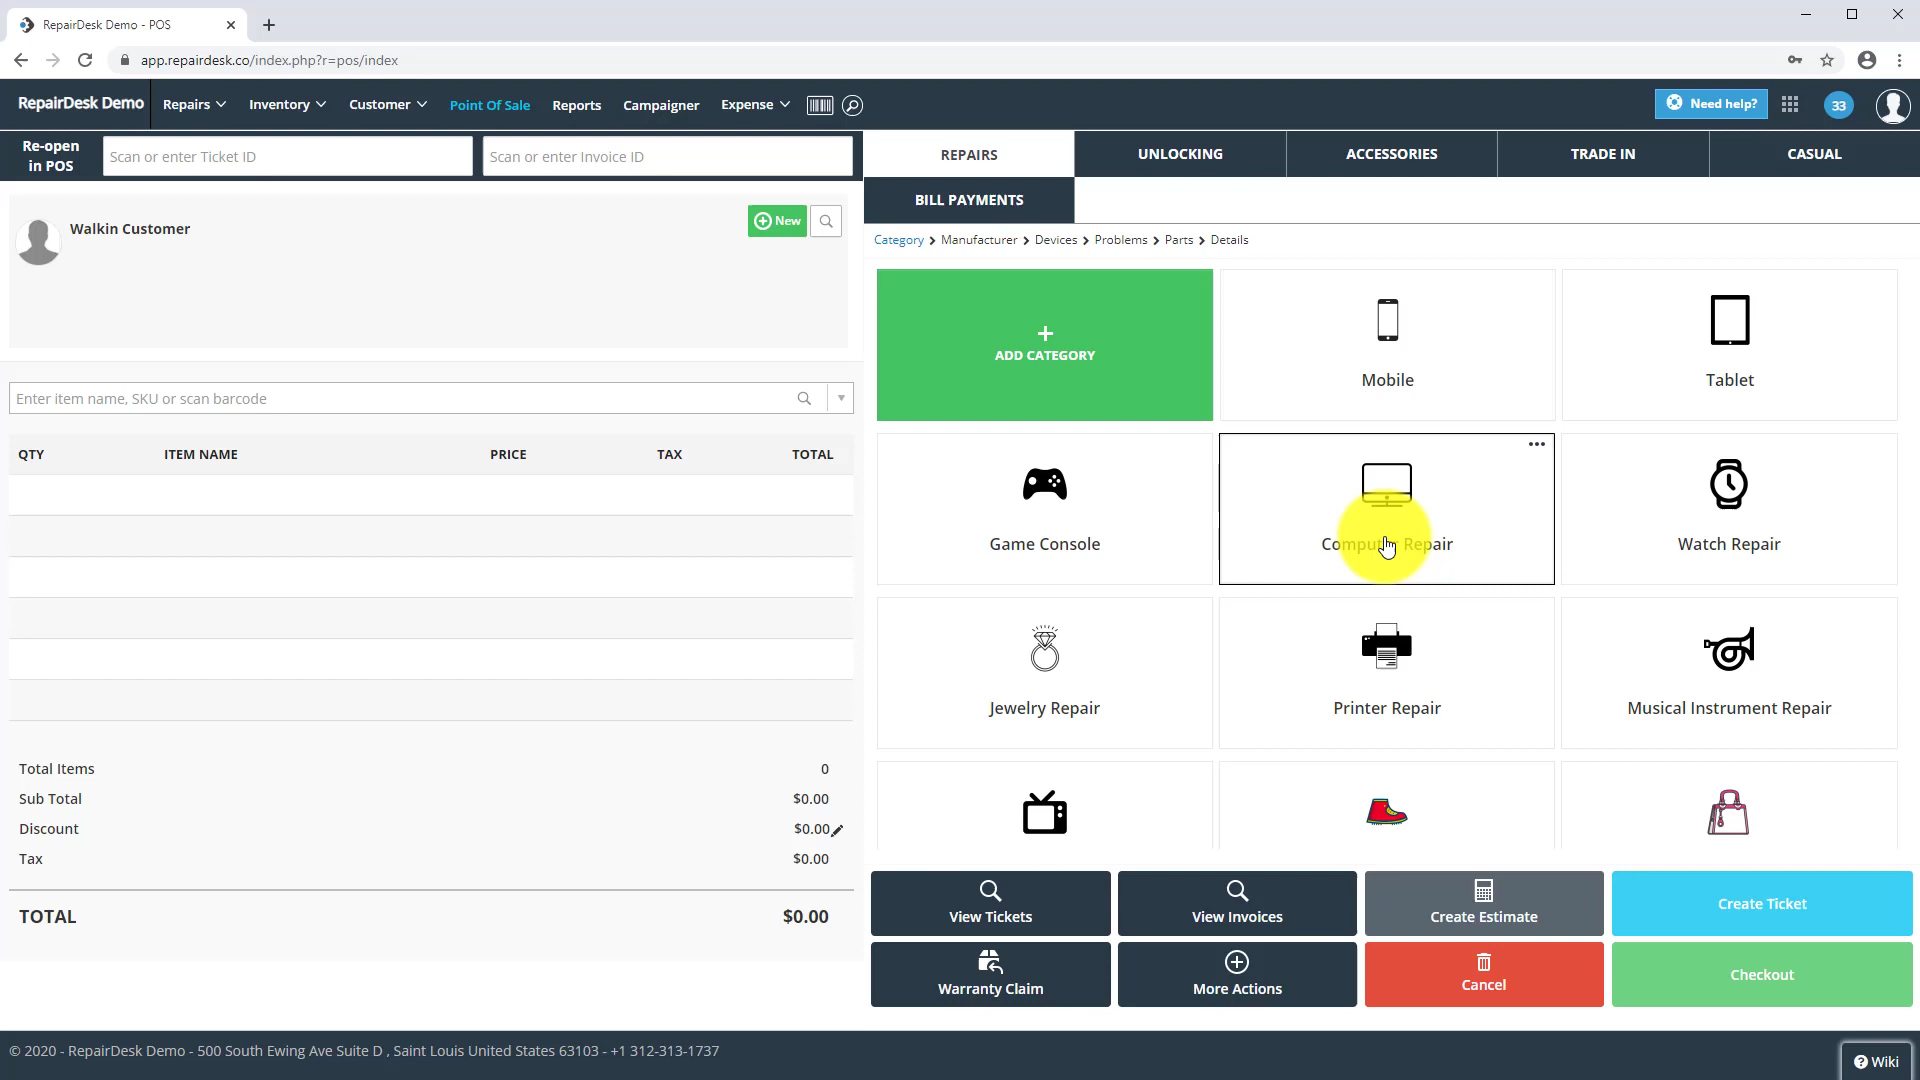 RepairDesk Demo - POS
app.repairdesk.co/index.php?r=pos/index
RepairDesk Demo
Repairs
Inventory
Customer
Point Of Sale
Reports
Campaigner
Expense
Need help?
33
Re-open
in POS
Scan or enter Ticket ID
Scan or enter Invoice ID
REPAIRS
UNLOCKING
ACCESSORIES
TRADE IN
CASUAL
BILL PAYMENTS
Walkin Customer
New
Category > Manufacturer > Devices > Problems > Parts > Details
ADD CATEGORY
Mobile
Tablet
Enter item name, SKU or scan barcode
QTY
ITEM NAME
PRICE
TAX
TOTAL
Game Console
Computer Repair
Watch Repair
Jewelry Repair
Printer Repair
Musical Instrument Repair
Total Items 0
Sub Total $0.00
Discount $0.00
Tax $0.00
TOTAL $0.00
View Tickets
View Invoices
Create Estimate
Create Ticket
Warranty Claim
More Actions
Cancel
Checkout
© 2020 - RepairDesk Demo - 500 South Ewing Ave Suite D , Saint Louis United States 63103 - +1 312-313-1737
Wiki